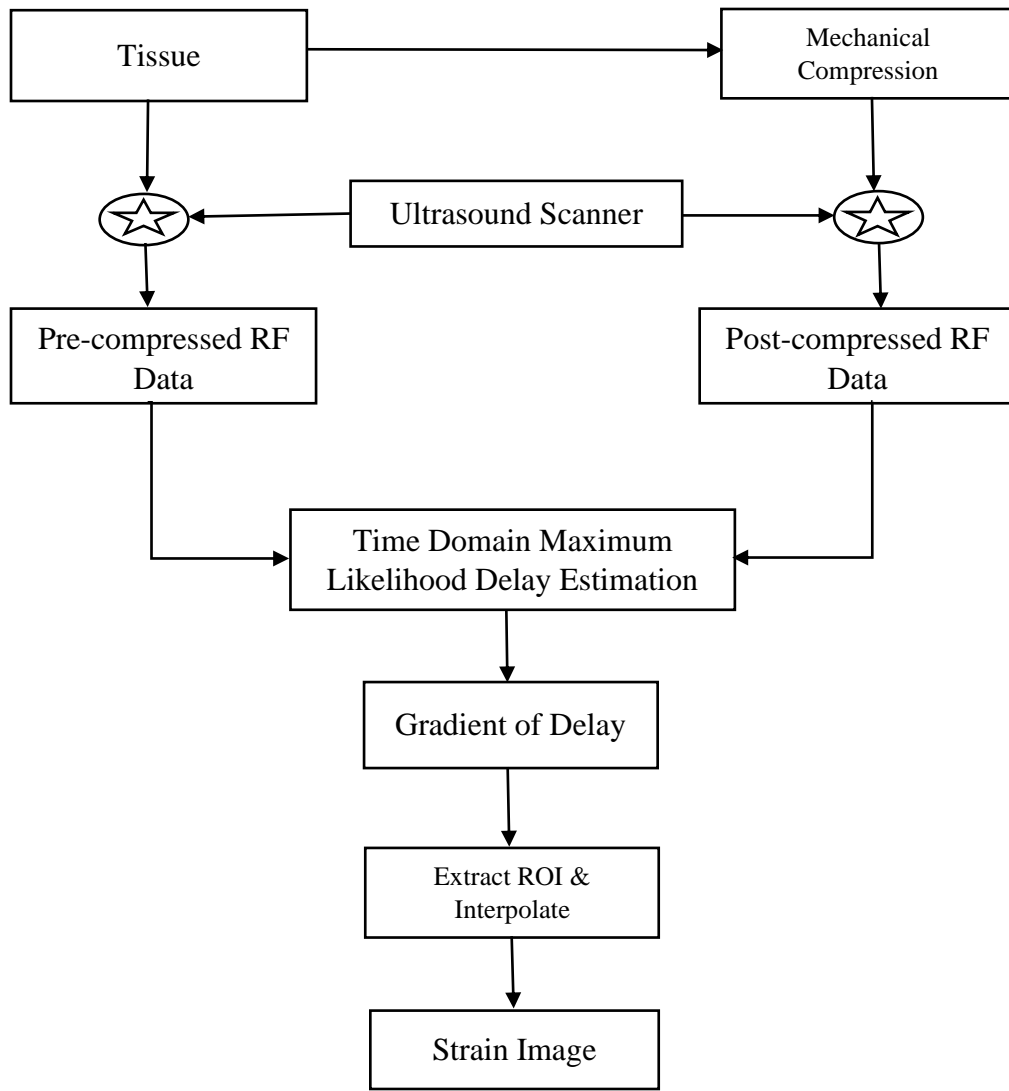 Tissue
Mechanical
Compression
Ultrasound Scanner
Pre-compressed RF
Data
Post-compressed RF
Data
Time Domain Maximum
Likelihood Delay Estimation
Gradient of Delay
Extract ROI &
Interpolate
Strain Image